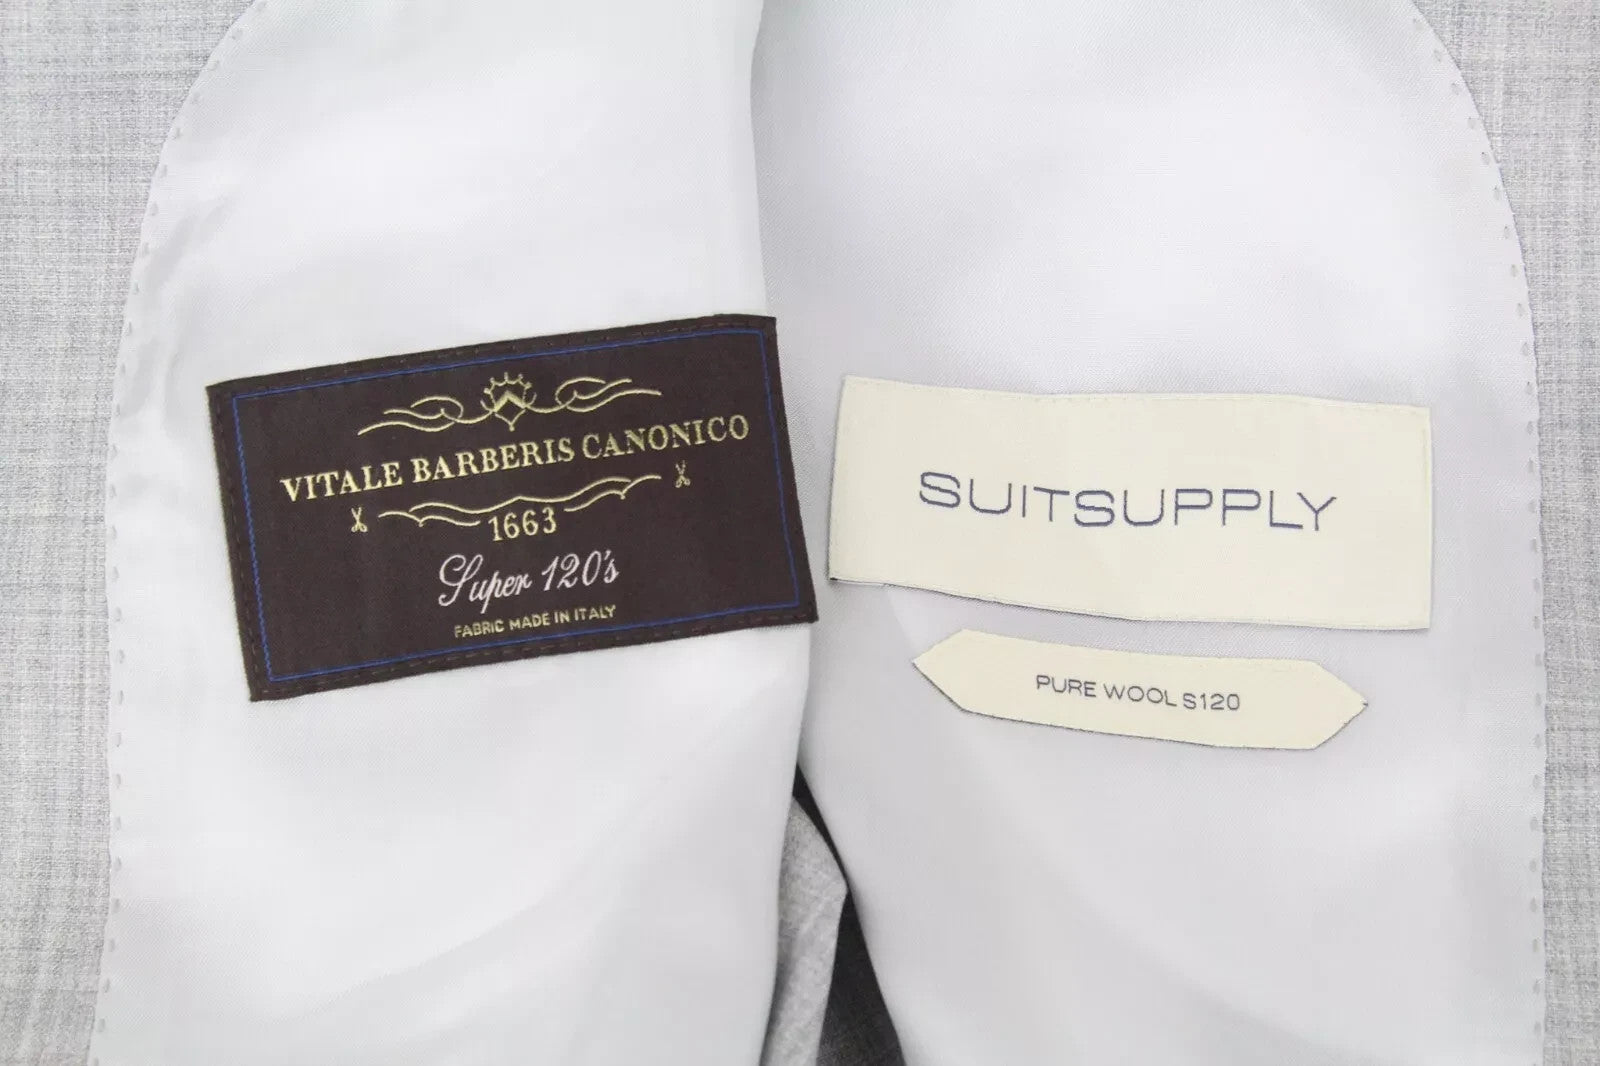 VITALE BARBERIS CANONICO
1663
Super 120's
FABRIC MADE IN ITALY
SUITSUPPLY
PURE WOOL S120